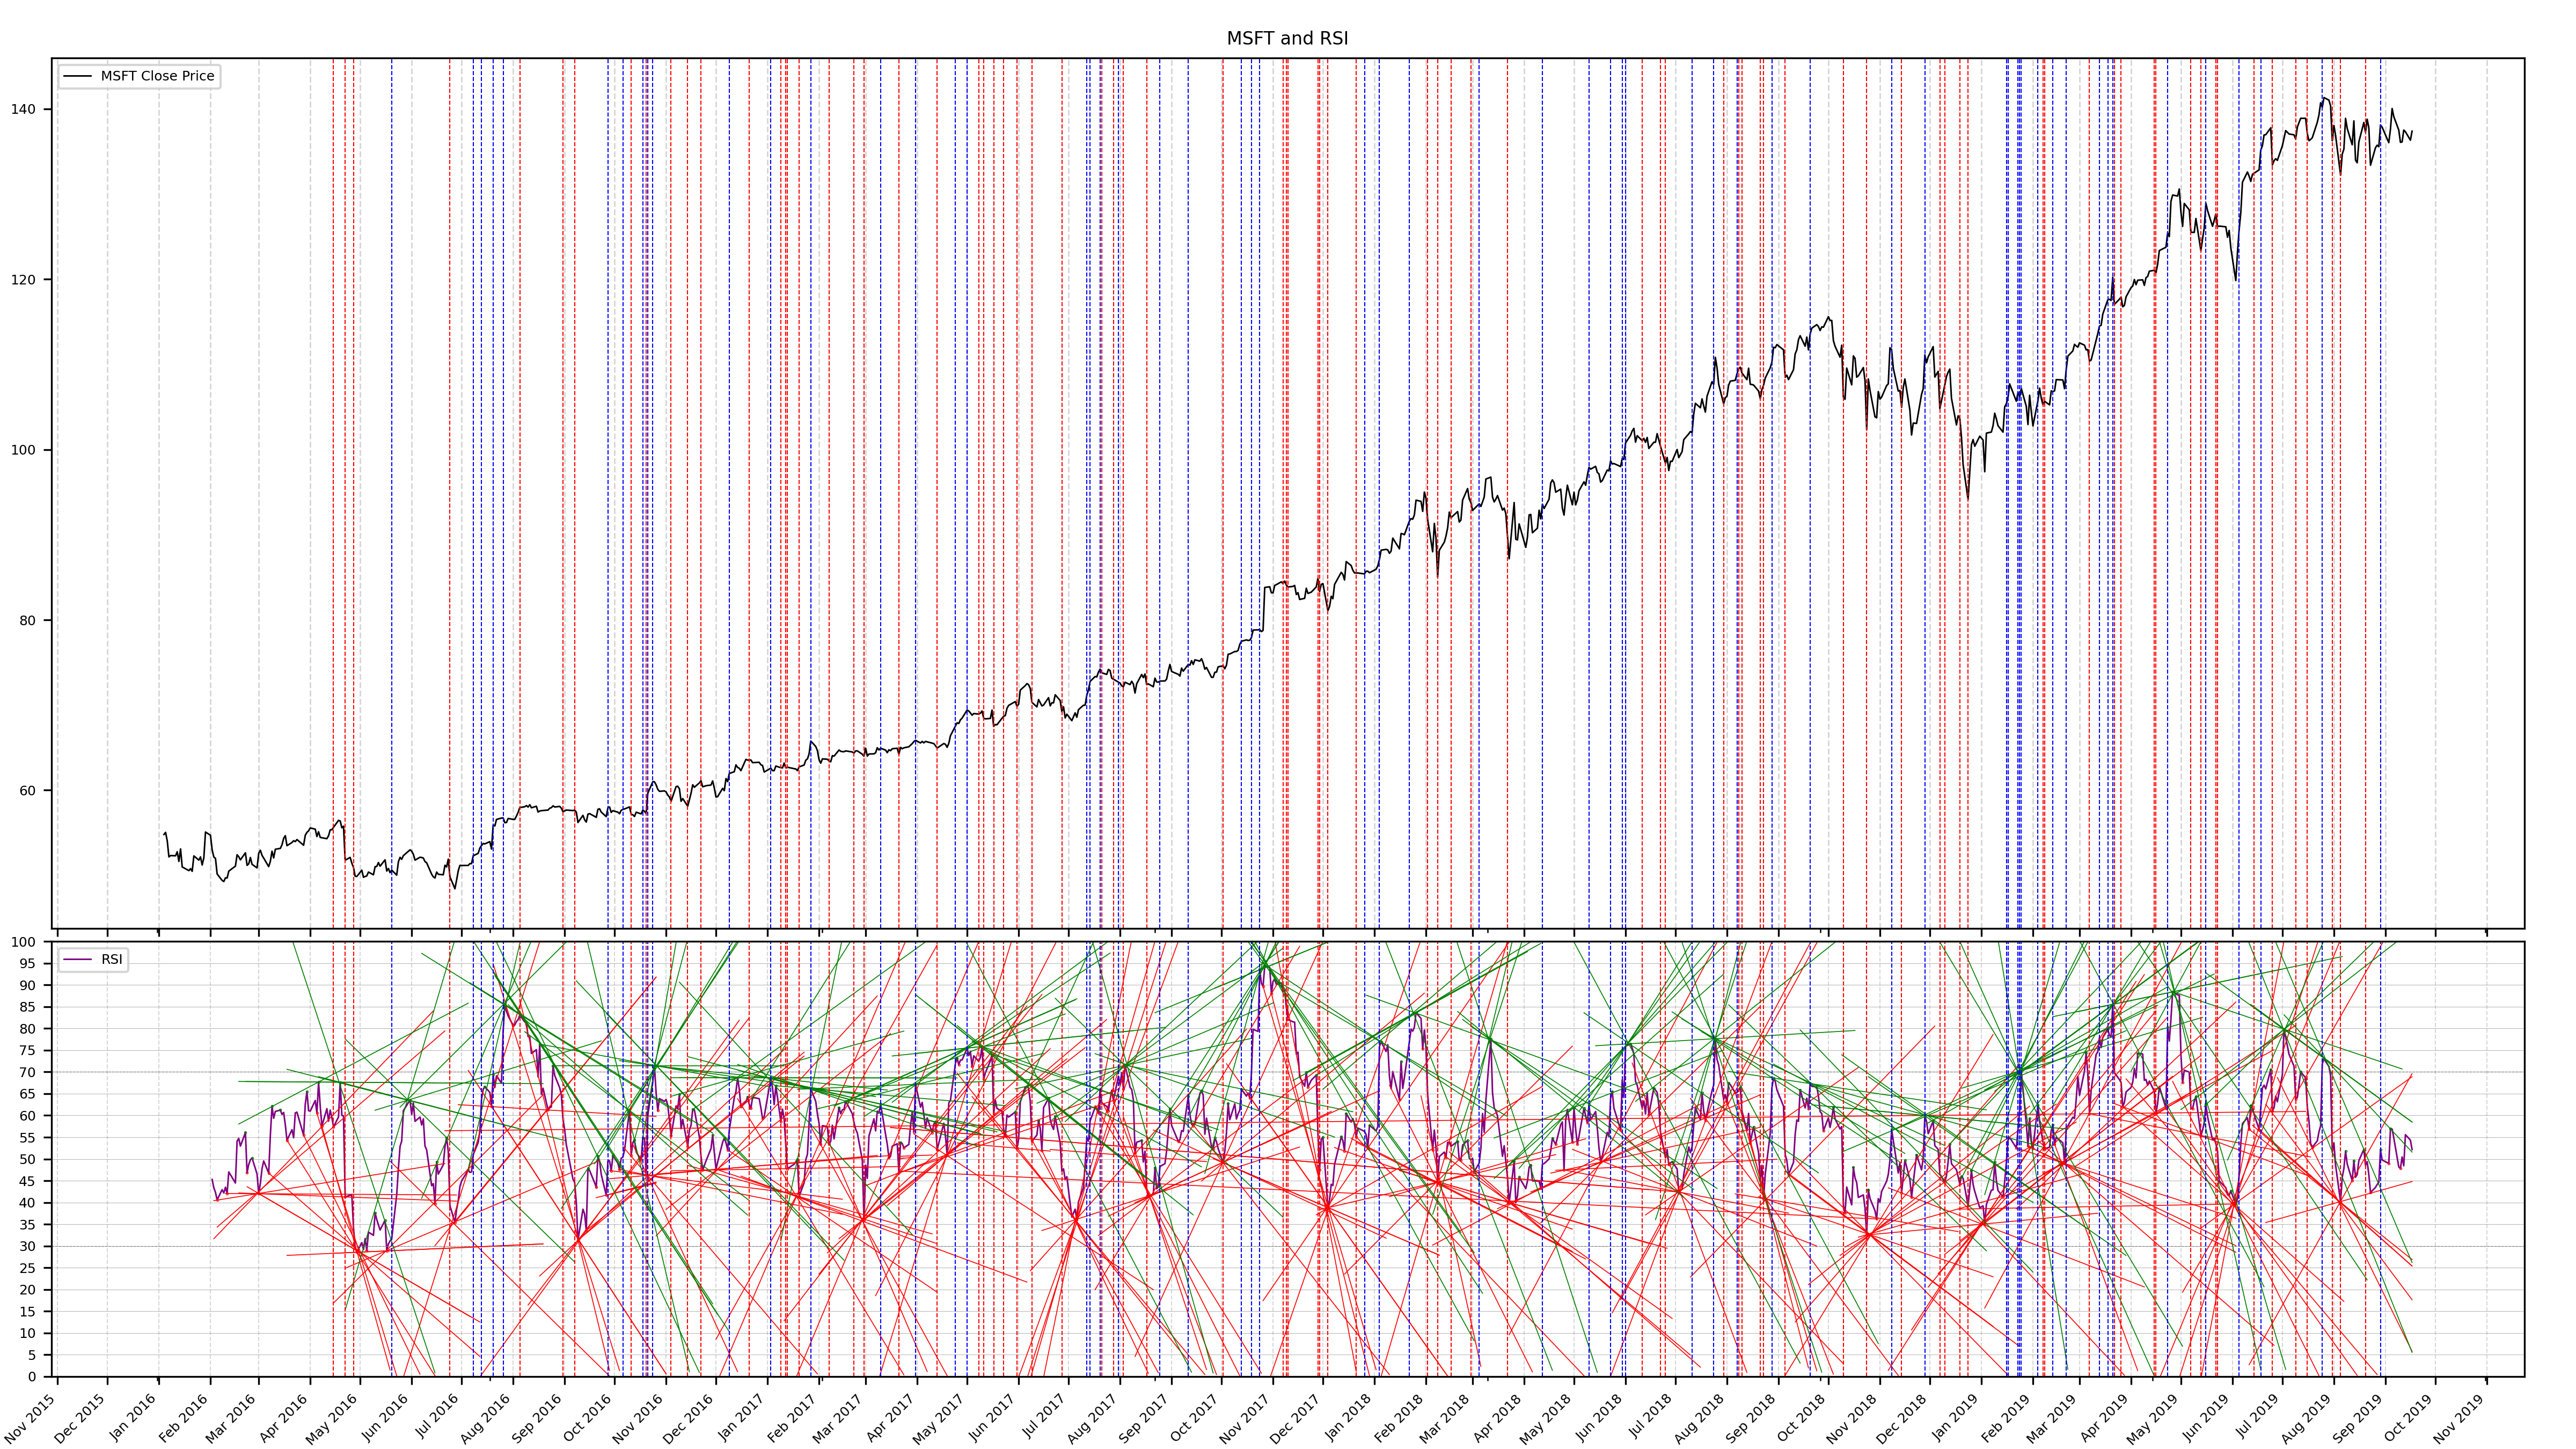 MSFT and RSI
MSFT Close Price
140
120
100
80
60
RSI
100
95
90
85
80
75
70
65
60
55
50
45
40
35
30
25
20
15
10
5
0
Nov 2015
Dec 2015
Jan 2016
Feb 2016
Mar 2016
Apr 2016
May 2016
Jun 2016
Jul 2016
Aug 2016
Sep 2016
Oct 2016
Nov 2016
Dec 2016
Jan 2017
Feb 2017
Mar 2017
Apr 2017
May 2017
Jun 2017
Jul 2017
Aug 2017
Sep 2017
Oct 2017
Nov 2017
Dec 2017
Jan 2018
Feb 2018
Mar 2018
Apr 2018
May 2018
Jun 2018
Jul 2018
Aug 2018
Sep 2018
Oct 2018
Nov 2018
Dec 2018
Jan 2019
Feb 2019
Mar 2019
Apr 2019
May 2019
Jun 2019
Jul 2019
Aug 2019
Sep 2019
Oct 2019
Nov 2019